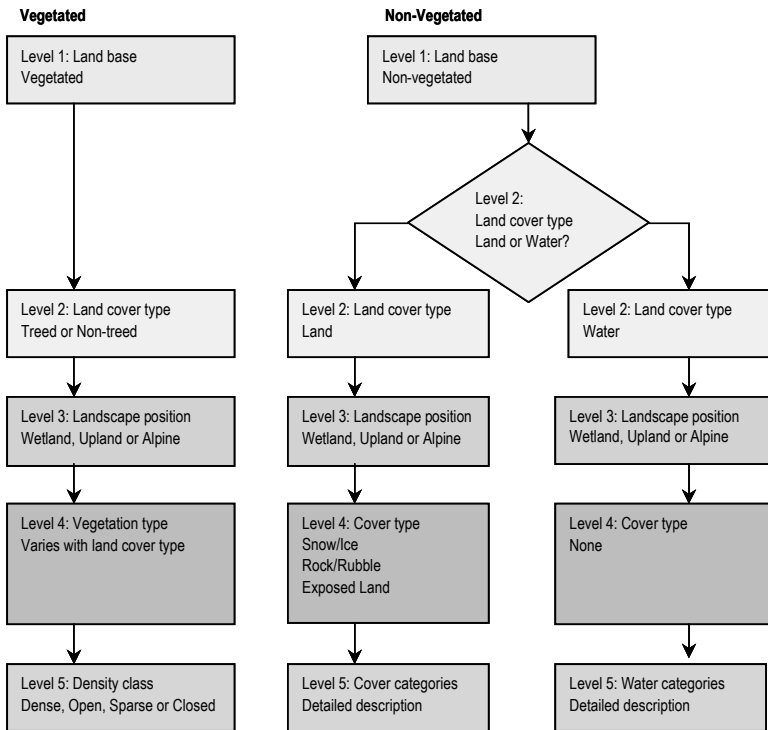 Vegetated
Non-Vegetated
Level 1: Land base
Vegetated
Level 1: Land base
Non-vegetated
Level 2:
Land cover type
Land or Water?
Level 2: Land cover type
Treed or Non-treed
Level 2: Land cover type
Land
Level 2: Land cover type
Water
Level 3: Landscape position
Wetland, Upland or Alpine
Level 3: Landscape position
Wetland, Upland or Alpine
Level 3: Landscape position
Wetland, Upland or Alpine
Level 4: Vegetation type
Varies with land cover type
Level 4: Cover type
Snow/Ice
Rock/Rubble
Exposed Land
Level 4: Cover type
None
Level 5: Density class
Dense, Open, Sparse or Closed
Level 5: Cover categories
Detailed description
Level 5: Water categories
Detailed description